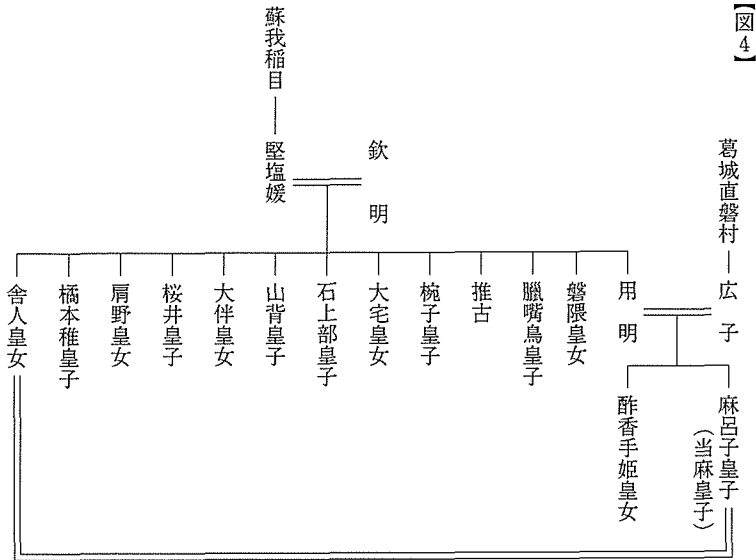 【図4】
葛城直磐村
広子
麻呂子皇子
(当麻皇子)
酢香手姫皇女
欽明
蘇我稲目
堅塩媛
用明
磐隈皇女
臘嘴鳥皇子
推古
椀子皇子
大宅皇女
石上部皇子
山背皇子
大伴皇女
桜井皇子
肩野皇女
橘本稚皇子
舎人皇女